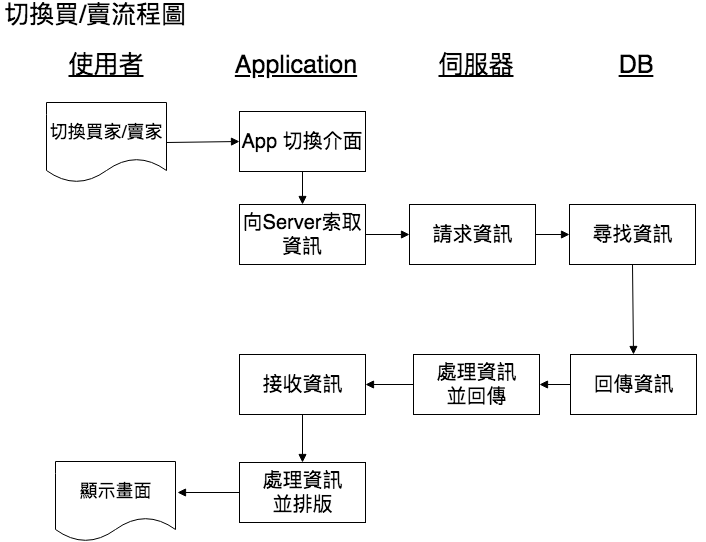 切換買/賣流程圖
使用者
Application
伺服器
DB
切換買家/賣家
App 切換介面
向Server索取
資訊
請求資訊
尋找資訊
接收資訊
處理資訊
並回傳
回傳資訊
顯示畫面
處理資訊
並排版